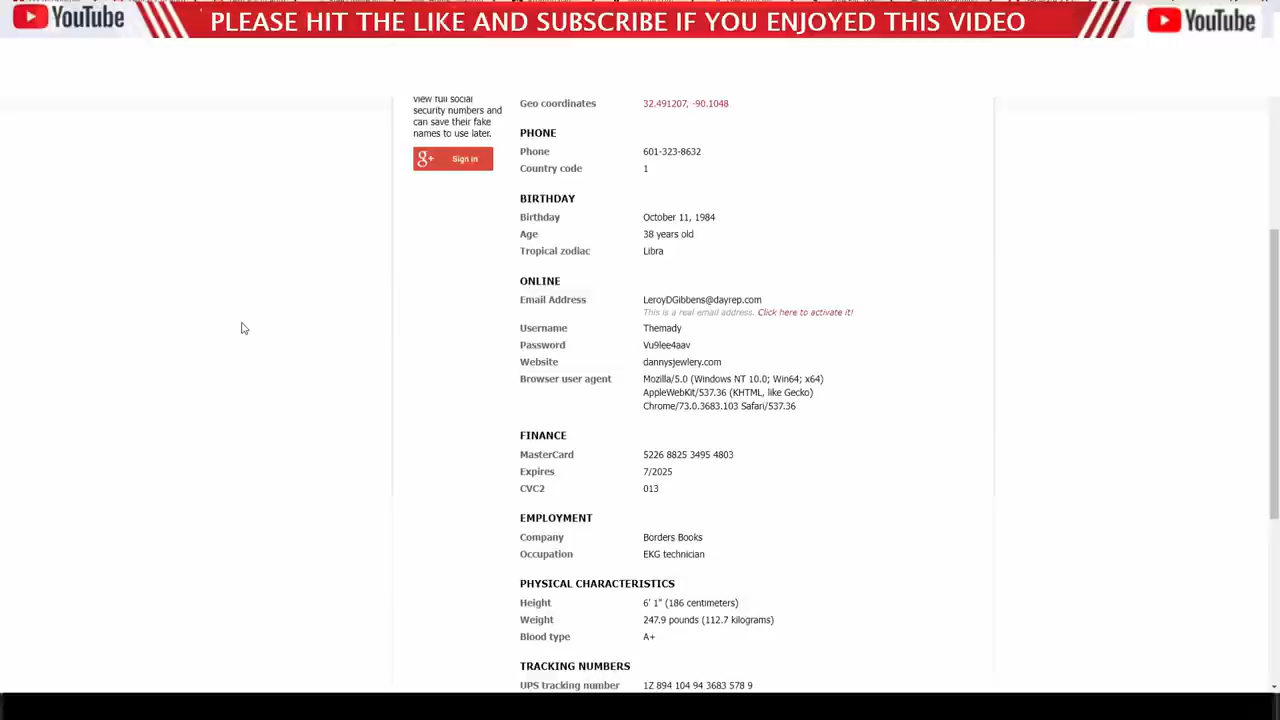 YouTube PLEASE HIT THE LIKE AND SUBSCRIBE IF YOU ENJOYED THIS VIDEO YouTube
view full social
security numbers and
can save their fake
names to use later.
g+ Sign in
Geo coordinates 32.491207, -90.1048
PHONE
Phone 601-323-8632
Country code 1
BIRTHDAY
Birthday October 11, 1984
Age 38 years old
Tropical zodiac Libra
ONLINE
Email Address LeroyDGibbens@dayrep.com
This is a real email address. Click here to activate it!
Username Themady
Password Vu9lee4aav
Website dannysjewlery.com
Browser user agent Mozilla/5.0 (Windows NT 10.0; Win64; x64)
AppleWebKit/537.36 (KHTML, like Gecko)
Chrome/73.0.3683.103 Safari/537.36
FINANCE
MasterCard 5226 8825 3495 4803
Expires 7/2025
CVC2 013
EMPLOYMENT
Company Borders Books
Occupation EKG technician
PHYSICAL CHARACTERISTICS
Height 6' 1" (186 centimeters)
Weight 247.9 pounds (112.7 kilograms)
Blood type A+
TRACKING NUMBERS
UPS tracking number 1Z 894 104 94 3683 578 9